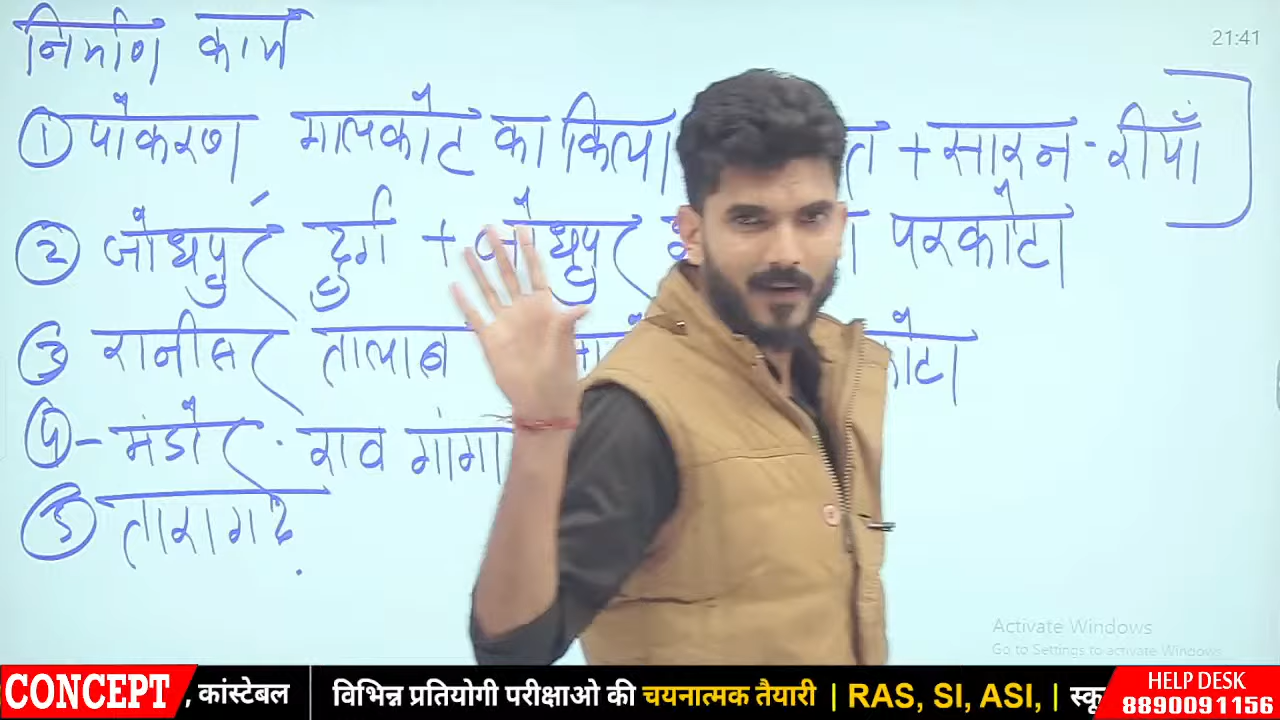 निर्माण कार्य
21:41
① पोकरण मालकोट का किला त + सारन - रीयाँ
② जोधपुर दुर्ग + जोधपुर परकोटा
③ रानीसर तालाब कोटा
④ - मंडोर - राव गांगा
⑤ तारागढ़
Activate Windows
Go to Settings to activate Windows.
CONCEPT , कांस्टेबल | विभिन्न प्रतियोगी परीक्षाओ की चयनात्मक तैयारी | RAS, SI, ASI, | स्कू
HELP DESK
8890091156